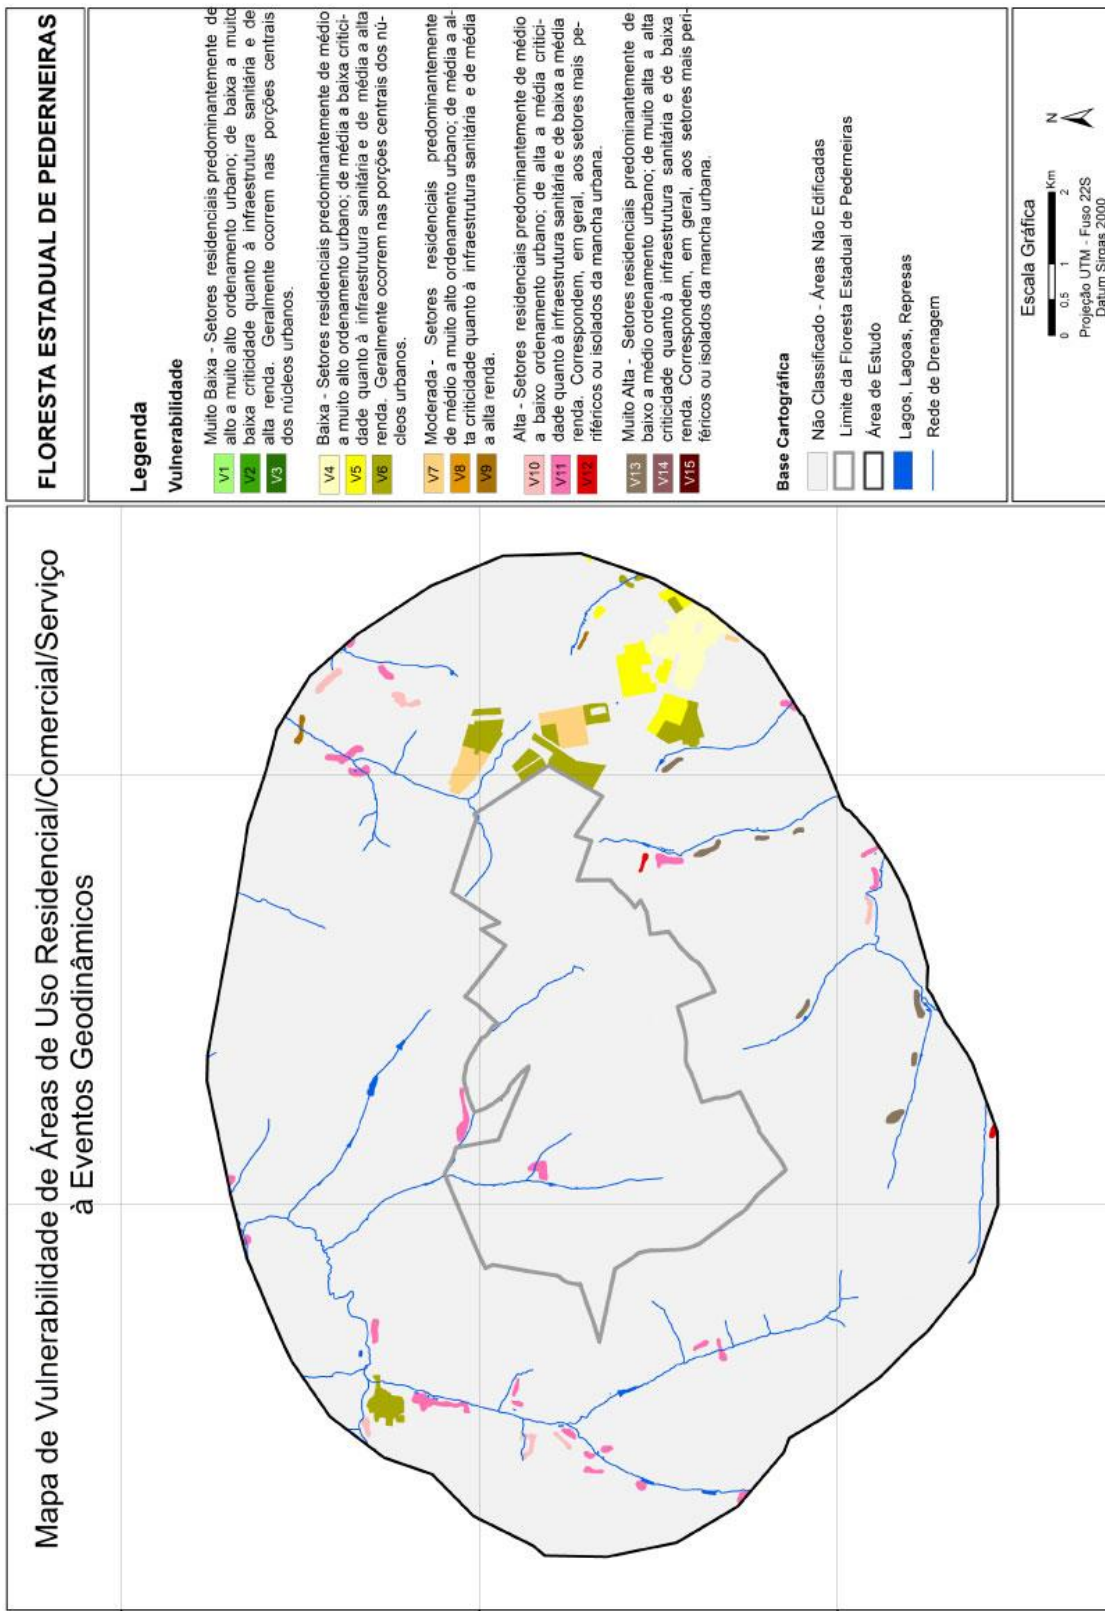 Mapa de Vulnerabilidade de Áreas de Uso Residencial/Comercial/Serviço
à Eventos Geodinâmicos
FLORESTA ESTADUAL DE PEDERNEIRAS
Legenda
Vulnerabilidade
V1
V2
V3
Muito Baixa - Setores residenciais predominantemente de
alto a muito alto ordenamento urbano; de baixa a muito
baixa criticidade quanto à infraestrutura sanitária e de
alta renda. Geralmente ocorrem nas porções centrais
dos núcleos urbanos.
V4
V5
V6
Baixa - Setores residenciais predominantemente de médio
a muito alto ordenamento urbano; de média a baixa critici-
dade quanto à infraestrutura sanitária e de média a alta
renda. Geralmente ocorrem nas porções centrais dos nú-
cleos urbanos.
V7
V8
V9
Moderada - Setores residenciais predominantemente
de médio a muito alto ordenamento urbano; de média a al-
ta criticidade quanto à infraestrutura sanitária e de média
a alta renda.
V10
V11
V12
Alta - Setores residenciais predominantemente de médio
a baixo ordenamento urbano; de alta a média critici-
dade quanto à infraestrutura sanitária e de baixa a média
renda. Correspondem, em geral, aos setores mais pe-
riféricos ou isolados da mancha urbana.
V13
V14
V15
Muito Alta - Setores residenciais predominantemente de
baixo a médio ordenamento urbano; de muito alta a alta
criticidade quanto à infraestrutura sanitária e de baixa
renda. Correspondem, em geral, aos setores mais peri-
féricos ou isolados da mancha urbana.
Base Cartográfica
Não Classificado - Áreas Não Edificadas
Limite da Floresta Estadual de Pederneiras
Área de Estudo
Lagos, Lagoas, Represas
Rede de Drenagem
Escala Gráfica
0 0,5 1 2 Km
N
Projeção UTM - Fuso 22S
Datum Sirgas 2000